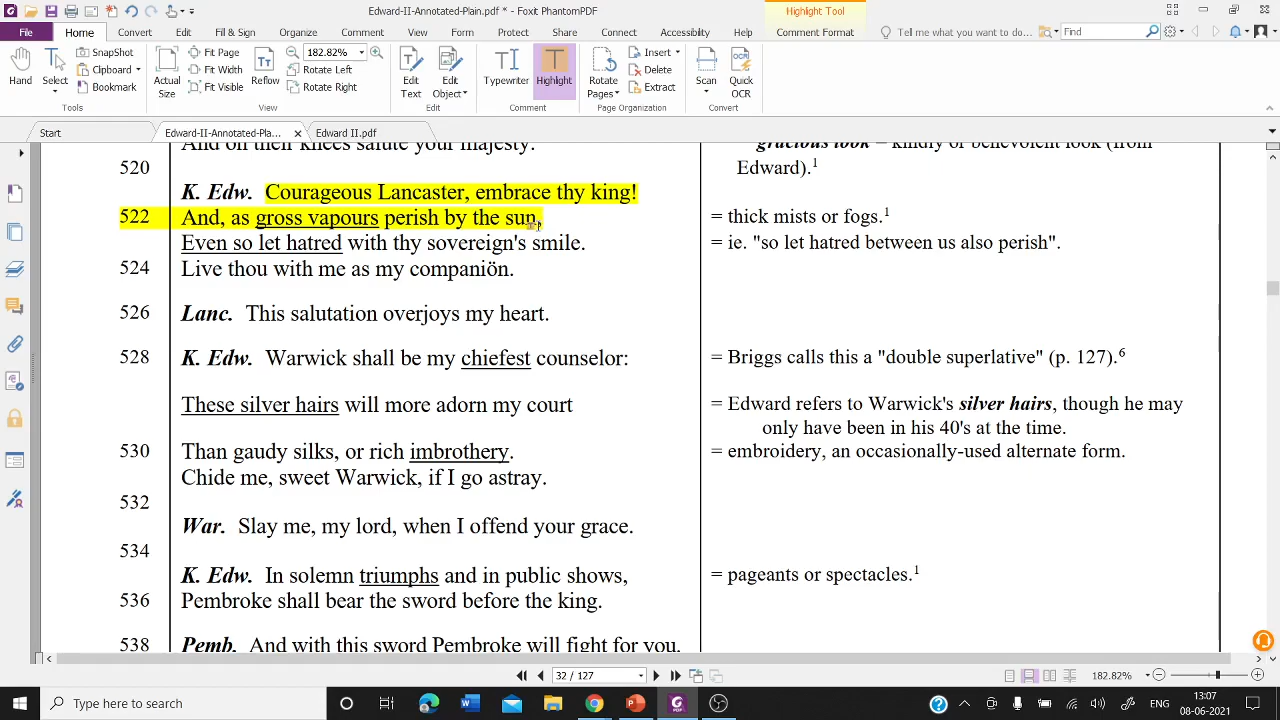 Edward-II-Annotated-Plain.pdf * - Foxit PhantomPDF
Highlight Tool
File Home Convert Edit Fill & Sign Organize Comment View Form Protect Share Connect Accessibility Help Comment Format Tell me what you want to do... Find
Hand Select SnapShot Clipboard Bookmark Actual Size Fit Page Fit Width Fit Visible Reflow 182.82% Rotate Left Rotate Right Edit Text Edit Object Typewriter Highlight Rotate Pages Insert Delete Extract Scan Quick OCR
Tools View Edit Comment Page Organization Convert
Start Edward-II-Annotated-Pla... Edward II.pdf
And on their knees salute your majesty. gracious look = kindly or benevolent look (from
520 Edward).1
K. Edw. Courageous Lancaster, embrace thy king!
522 And, as gross vapours perish by the sun, = thick mists or fogs.1
Even so let hatred with thy sovereign's smile. = ie. "so let hatred between us also perish".
524 Live thou with me as my companiön.
526 Lanc. This salutation overjoys my heart.
528 K. Edw. Warwick shall be my chiefest counselor: = Briggs calls this a "double superlative" (p. 127).6
These silver hairs will more adorn my court = Edward refers to Warwick's silver hairs, though he may
only have been in his 40's at the time.
530 Than gaudy silks, or rich imbrothery. = embroidery, an occasionally-used alternate form.
Chide me, sweet Warwick, if I go astray.
532
War. Slay me, my lord, when I offend your grace.
534
K. Edw. In solemn triumphs and in public shows, = pageants or spectacles.1
536 Pembroke shall bear the sword before the king.
538 Pemb. And with this sword Pembroke will fight for you.
32 / 127 182.82%
Type here to search ENG 13:07
08-06-2021